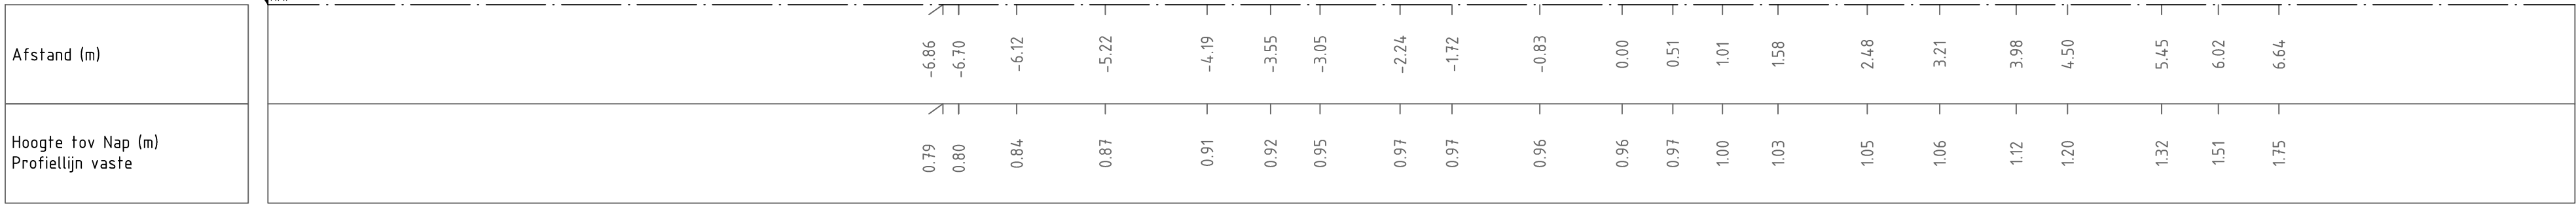 Afstand (m)
-6.86 -6.70 -6.12 -5.22 -4.19 -3.55 -3.05 -2.24 -1.72 -0.83 0.00 0.51 1.01 1.58 2.48 3.21 3.98 4.50 5.45 6.02 6.64
Hoogte tov Nap (m)
Profiellijn vaste
0.79 0.80 0.84 0.87 0.91 0.92 0.95 0.97 0.97 0.96 0.96 0.97 1.00 1.03 1.05 1.06 1.12 1.20 1.32 1.51 1.75